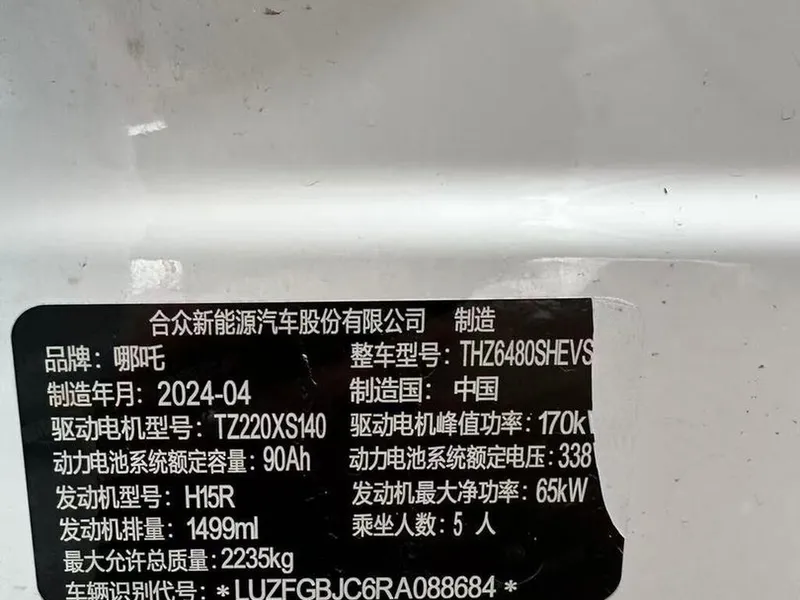 合众新能源汽车股份有限公司 制造
品牌：哪吒 整车型号：THZ6480SHEVS
制造年月：2024-04 制造国：中国
驱动电机型号：TZ220XS140 驱动电机峰值功率：170k
动力电池系统额定容量：90Ah 动力电池系统额定电压：338
发动机型号：H15R 发动机最大净功率：65kW
发动机排量：1499ml 乘坐人数：5 人
最大允许总质量：2235kg
车辆识别代号：*LUZFGBJC6RA088684*